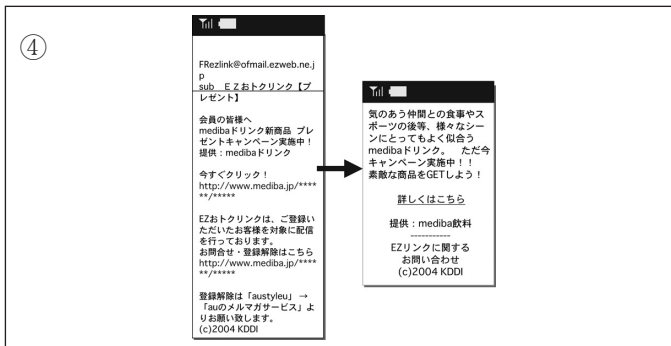 ④
FRezlink@ofmail.ezweb.ne.j
p
sub ＥＺおトクリンク【プ
レゼント】
会員の皆様へ
medibaドリンク新商品 プレ
ゼントキャンペーン実施中！
提供：medibaドリンク
今すぐクリック！
http://www.mediba.jp/****
**/*****
EZおトクリンクは、ご登録い
ただいたお客様を対象に配信
を行っております。
お問合せ・登録解除はこちら
http://www.mediba.jp/****
**/*****
登録解除は「austyleu」 →
「auのメルマガサービス」よ
りお願い致します。
(c)2004 KDDI
気のあう仲間との食事やス
ポーツの後等、様々なシー
ンにとってもよく似合う
medibaドリンク。 ただ今
キャンペーン実施中！！
素敵な商品をGETしよう！
詳しくはこちら
提供：mediba飲料
-----------
EZリンクに関する
お問い合わせ
(c)2004 KDDI